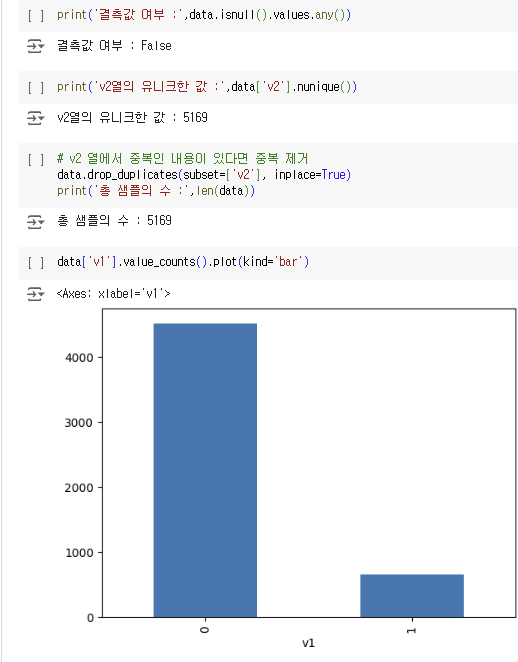 [ ] print('결측값 여부 :',data.isnull().values.any())
결측값 여부 : False
[ ] print('v2열의 유니크한 값 :',data['v2'].nunique())
v2열의 유니크한 값 : 5169
[ ] # v2 열에서 중복인 내용이 있다면 중복 제거
data.drop_duplicates(subset=['v2'], inplace=True)
print('총 샘플의 수 :',len(data))
총 샘플의 수 : 5169
[ ] data['v1'].value_counts().plot(kind='bar')
<Axes: xlabel='v1'>
4000
3000
2000
1000
0
0 1
v1